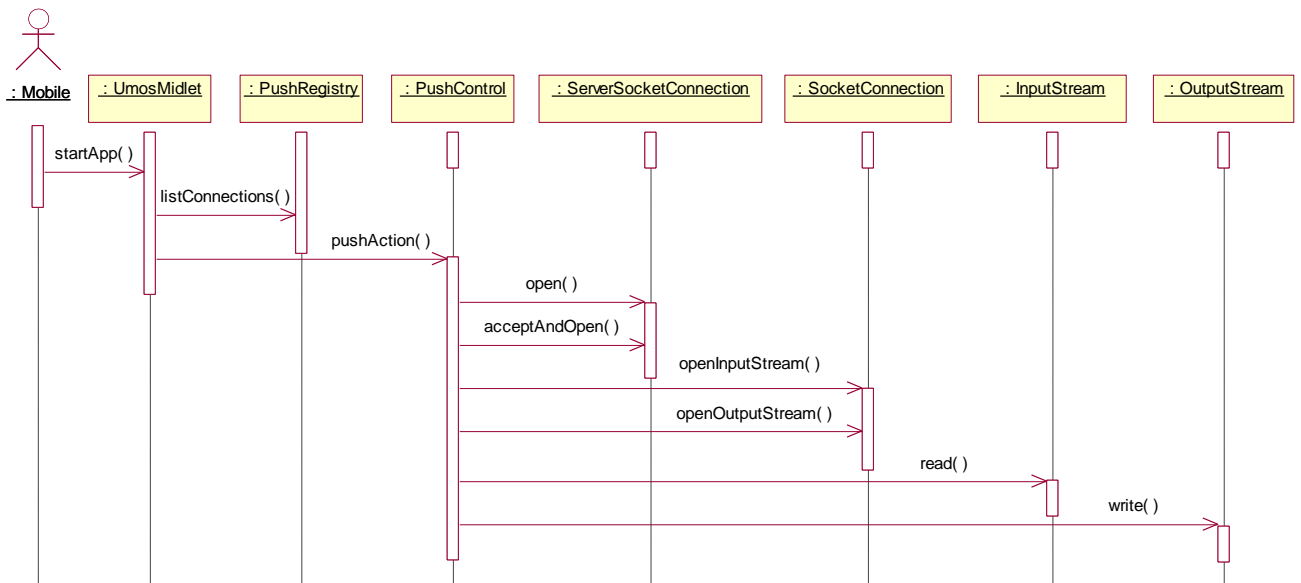 : Mobile
: UmosMidlet
: PushRegistry
: PushControl
: ServerSocketConnection
: SocketConnection
: InputStream
: OutputStream
startApp( )
listConnections( )
pushAction( )
open( )
acceptAndOpen( )
openInputStream( )
openOutputStream( )
read( )
write( )